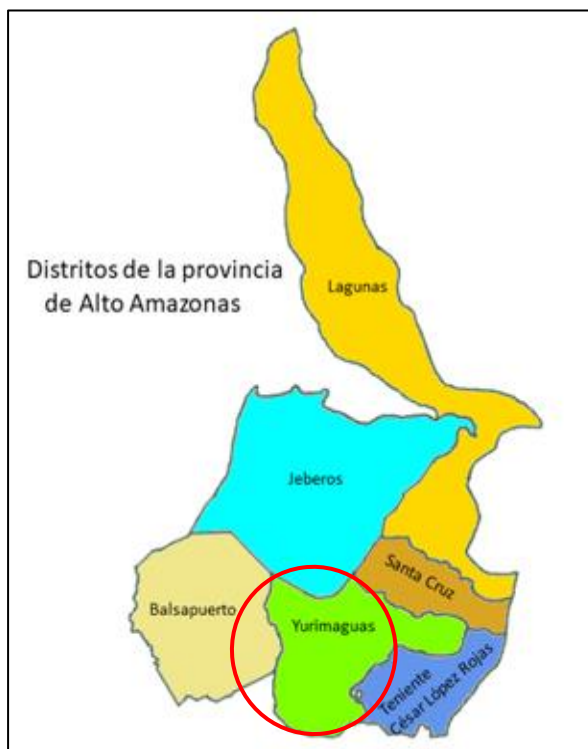 Distritos de la provincia
de Alto Amazonas
Lagunas
Jeberos
Santa Cruz
Balsapuerto
Yurimaguas
Teniente
César López Rojas